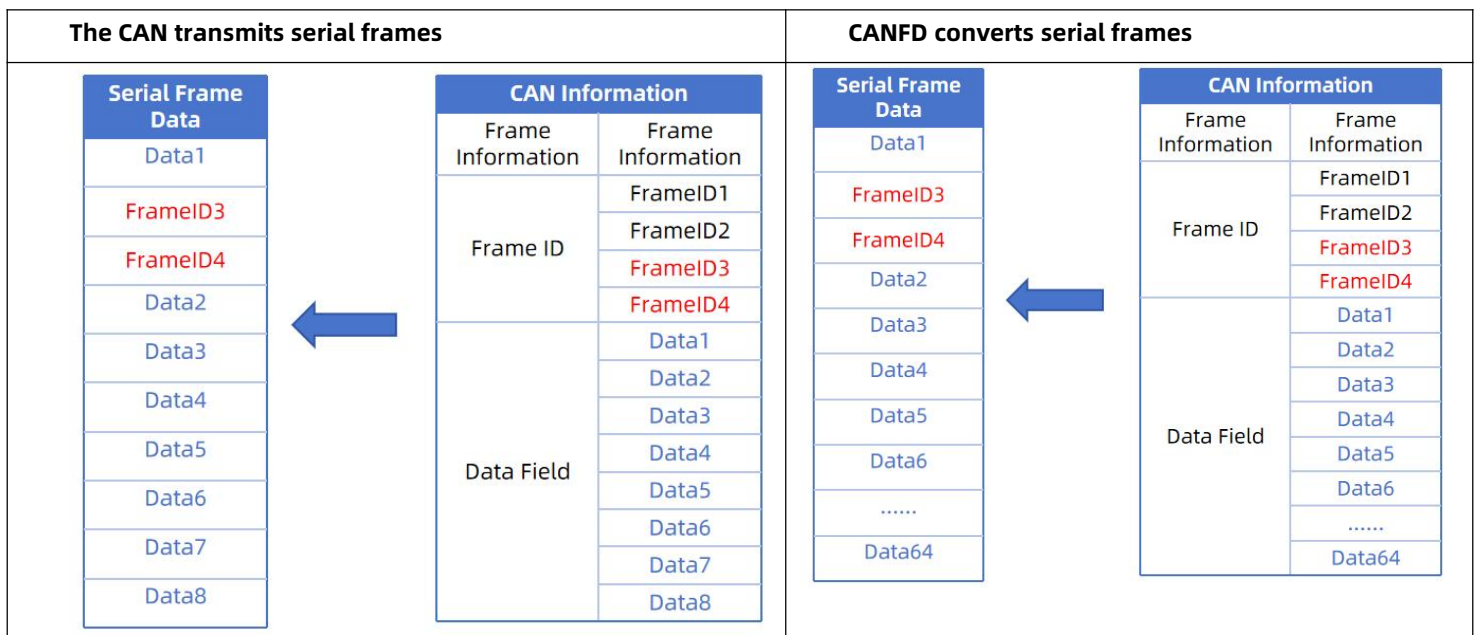 The CAN transmits serial frames
Serial Frame
Data
Data1
FrameID3
FrameID4
Data2
Data3
Data4
Data5
Data6
Data7
Data8
CAN Information
Frame
Information
Frame
Information
Frame ID
FrameID1
FrameID2
FrameID3
FrameID4
Data Field
Data1
Data2
Data3
Data4
Data5
Data6
Data7
Data8
CANFD converts serial frames
Serial Frame
Data
Data1
FrameID3
FrameID4
Data2
Data3
Data4
Data5
Data6
......
Data64
CAN Information
Frame
Information
Frame
Information
Frame ID
FrameID1
FrameID2
FrameID3
FrameID4
Data Field
Data1
Data2
Data3
Data4
Data5
Data6
......
Data64